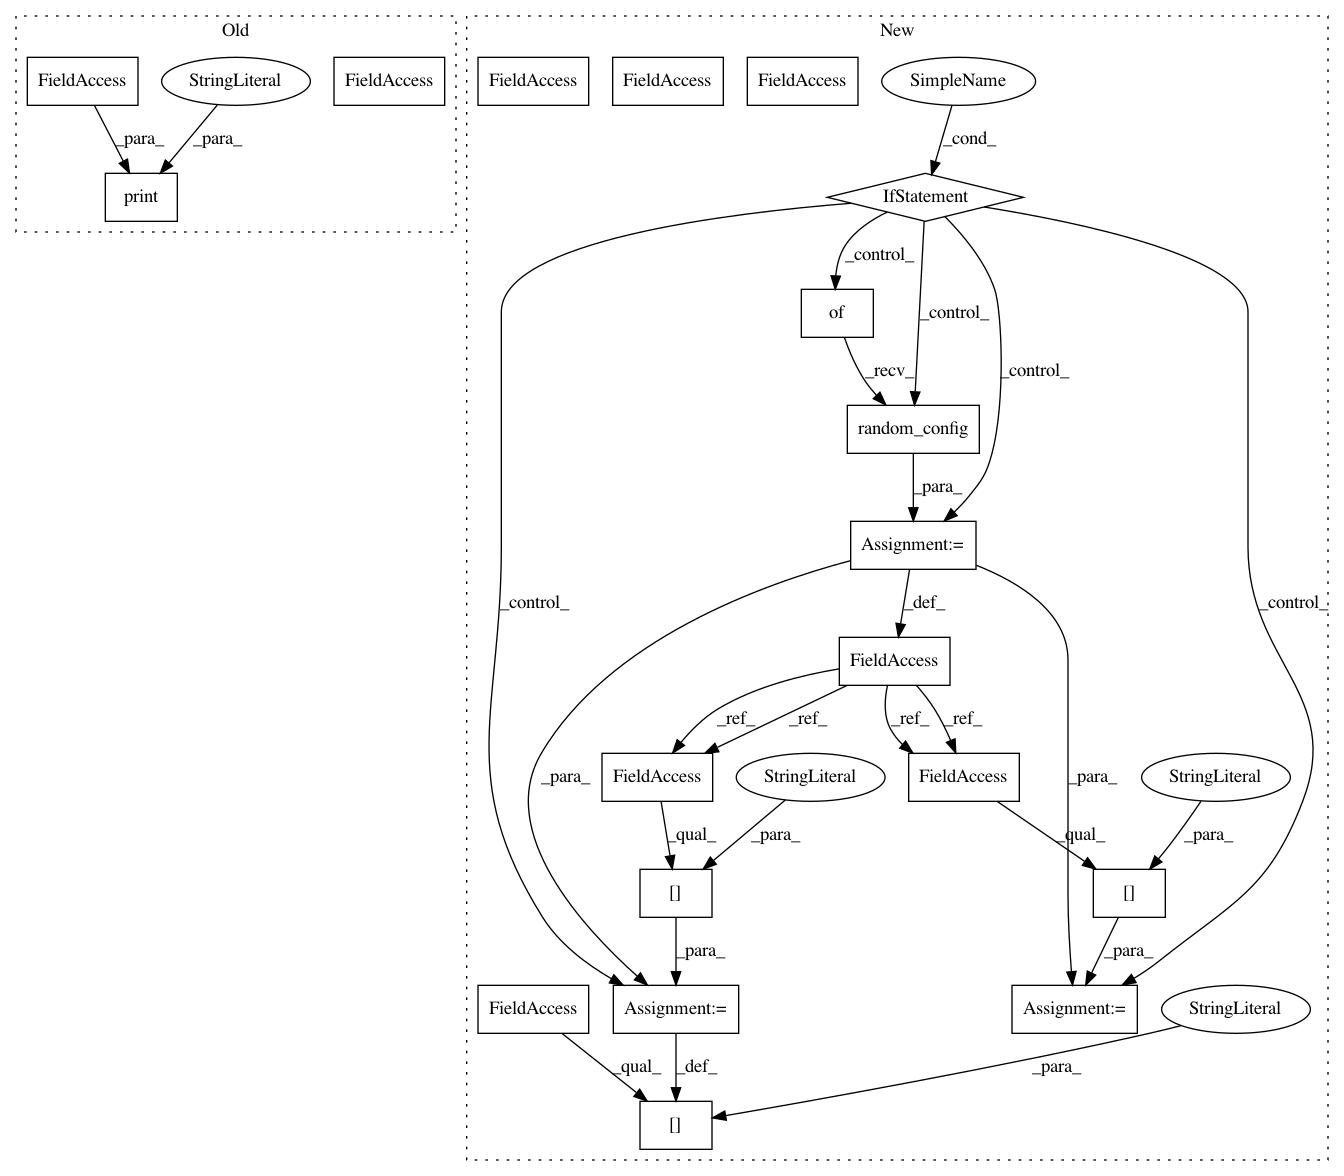 Old
New
FieldAccess
StringLiteral
FieldAccess
FieldAccess
FieldAccess
FieldAccess
SimpleName
_para_
_para_
_cond_
print
IfStatement
_control_
of
_control_
_recv_
_control_
random_config
_para_
Assignment:=
_control_
_def_
_control_
FieldAccess
_ref_
_ref_
_ref_
_ref_
_para_
FieldAccess
StringLiteral
FieldAccess
_para_
StringLiteral
_qual_
_para_
_qual_
_para_
[]
[]
_para_
_para_
FieldAccess
Assignment:=
Assignment:=
StringLiteral
_qual_
_def_
_para_
[]